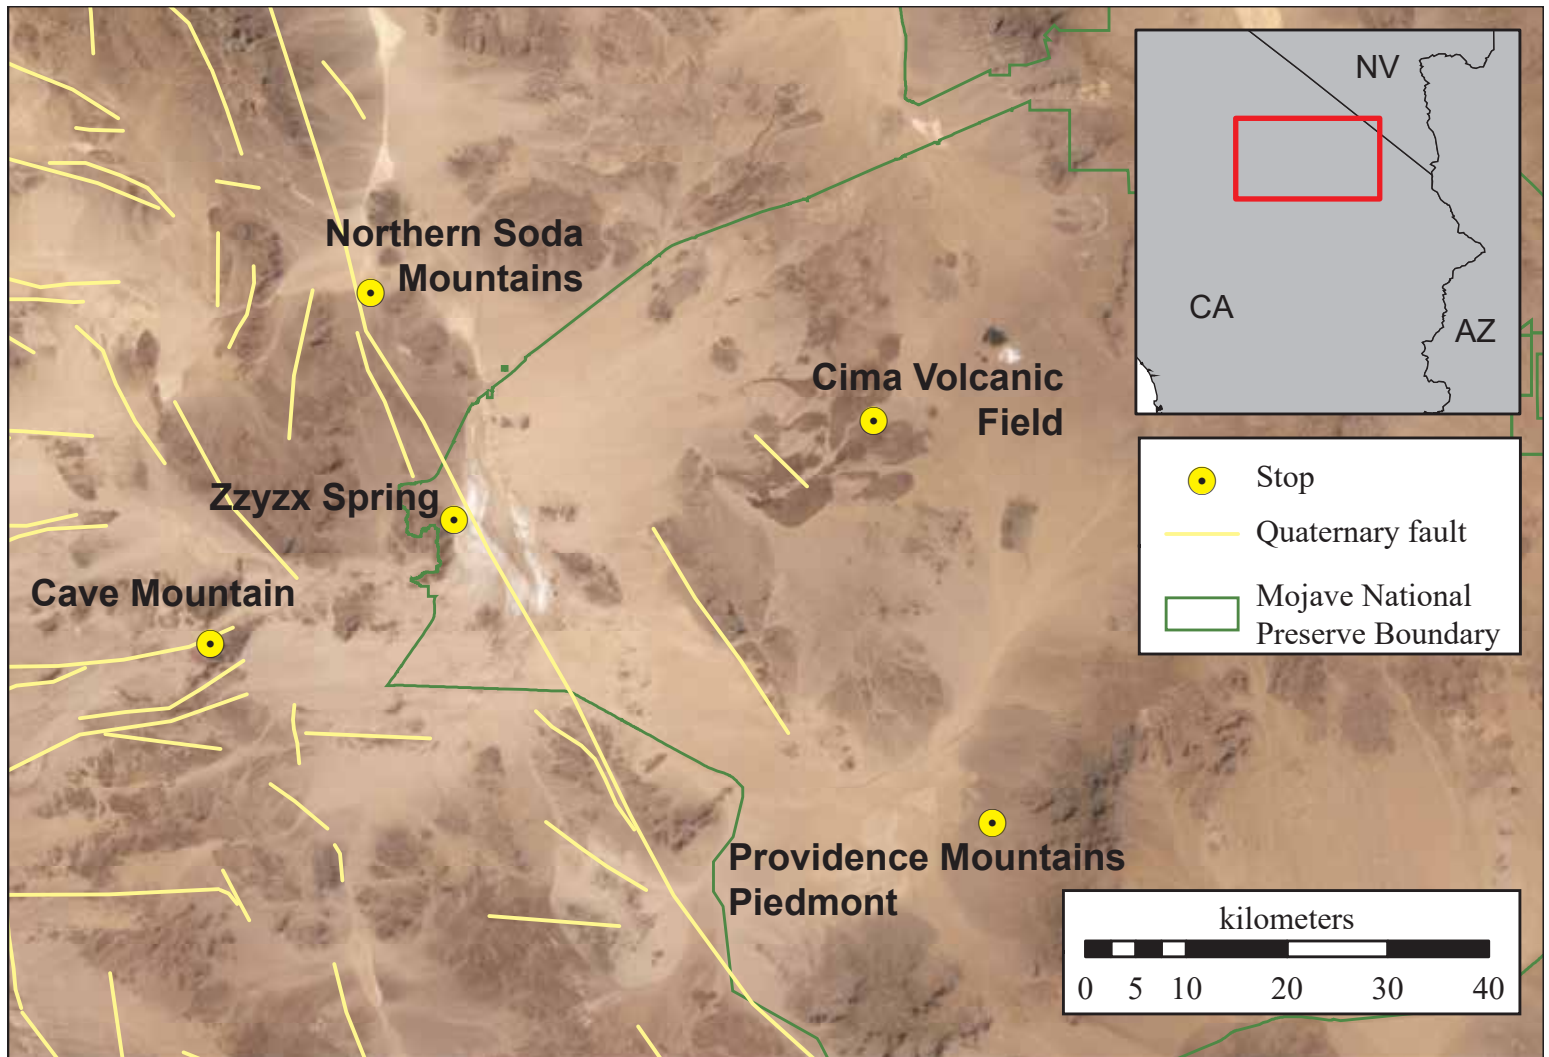 NV
CA
AZ
Northern Soda
Mountains
Cima Volcanic
Field
Zzyzx Spring
Cave Mountain
Providence Mountains
Piedmont
Stop
Quaternary fault
Mojave National
Preserve Boundary
kilometers
0 5 10 20 30 40